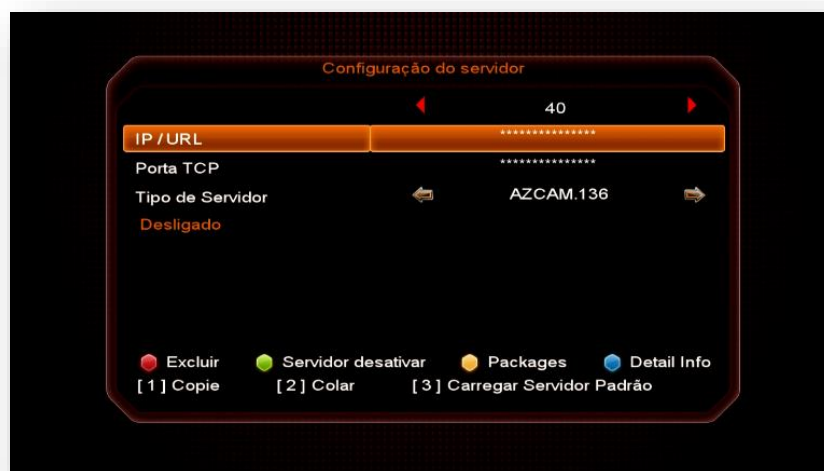 Configuração do servidor
40
IP / URL ***************
Porta TCP ***************
Tipo de Servidor AZCAM.136
Desligado
Excluir Servidor desativar Packages Detail Info
[ 1 ] Copie [ 2 ] Colar [ 3 ] Carregar Servidor Padrão